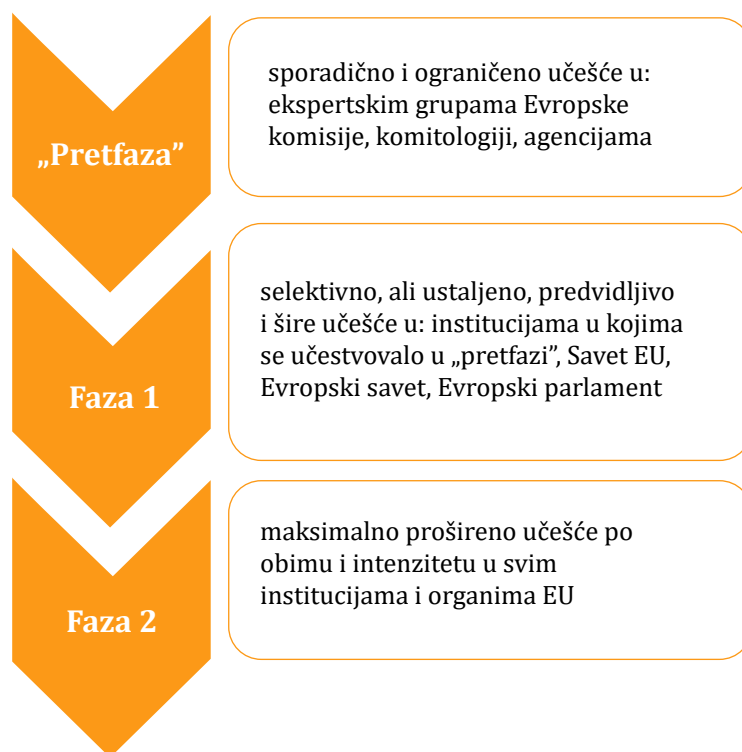 „Pretfaza”
sporadično i ograničeno učešće u:
ekspertskim grupama Evropske
komisije, komitologiji, agencijama
Faza 1
selektivno, ali ustaljeno, predvidljivo
i šire učešće u: institucijama u kojima
se učestvovalo u „pretfazi”, Savet EU,
Evropski savet, Evropski parlament
Faza 2
maksimalno prošireno učešće po
obimu i intenzitetu u svim
institucijama i organima EU